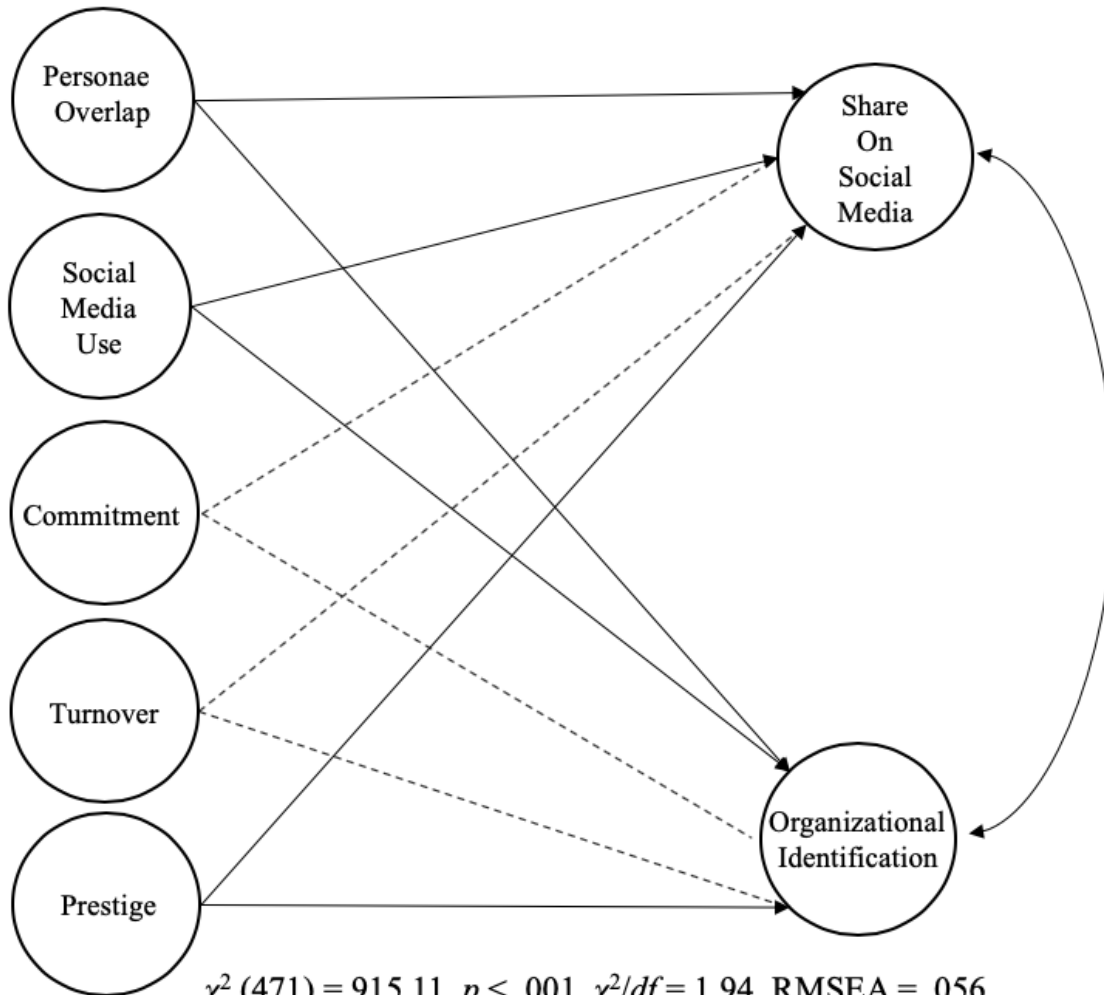 Personae
Overlap
Share
On
Social
Media
Social
Media
Use
Commitment
Turnover
Organizational
Identification
Prestige
χ² (471) = 915.11, p < .001, χ²/df = 1.94, RMSEA = .056